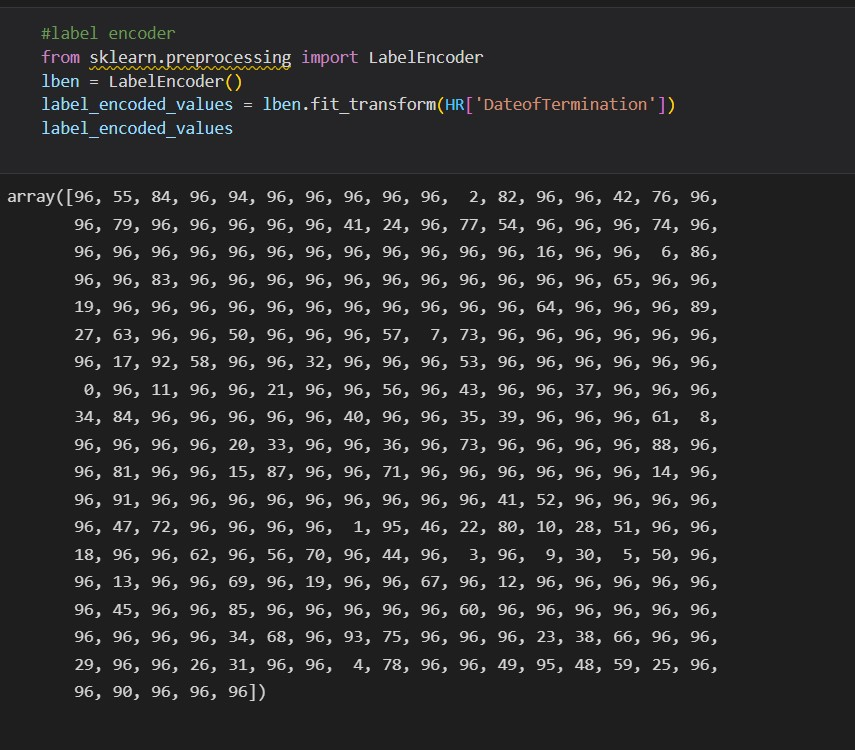 #label encoder
from sklearn.preprocessing import LabelEncoder
lben = LabelEncoder()
label_encoded_values = lben.fit_transform(HR['DateofTermination'])
label_encoded_values
array([96, 55, 84, 96, 94, 96, 96, 96, 96, 96,  2, 82, 96, 96, 42, 76, 96,
96, 79, 96, 96, 96, 96, 96, 41, 24, 96, 77, 54, 96, 96, 96, 74, 96,
96, 96, 96, 96, 96, 96, 96, 96, 96, 96, 96, 96, 16, 96, 96,  6, 86,
96, 96, 83, 96, 96, 96, 96, 96, 96, 96, 96, 96, 96, 96, 65, 96, 96,
19, 96, 96, 96, 96, 96, 96, 96, 96, 96, 96, 96, 64, 96, 96, 96, 89,
27, 63, 96, 96, 50, 96, 96, 96, 57,  7, 73, 96, 96, 96, 96, 96, 96,
96, 17, 92, 58, 96, 96, 32, 96, 96, 96, 53, 96, 96, 96, 96, 96, 96,
0, 96, 11, 96, 96, 21, 96, 96, 56, 96, 43, 96, 96, 37, 96, 96, 96,
34, 84, 96, 96, 96, 96, 96, 40, 96, 96, 35, 39, 96, 96, 96, 61,  8,
96, 96, 96, 96, 20, 33, 96, 96, 36, 96, 73, 96, 96, 96, 96, 88, 96,
96, 81, 96, 96, 15, 87, 96, 96, 71, 96, 96, 96, 96, 96, 96, 14, 96,
96, 91, 96, 96, 96, 96, 96, 96, 96, 96, 96, 41, 52, 96, 96, 96, 96,
96, 47, 72, 96, 96, 96, 96,  1, 95, 46, 22, 80, 10, 28, 51, 96, 96,
18, 96, 96, 62, 96, 56, 70, 96, 44, 96,  3, 96,  9, 30,  5, 50, 96,
96, 13, 96, 96, 69, 96, 19, 96, 96, 67, 96, 12, 96, 96, 96, 96, 96,
96, 45, 96, 96, 85, 96, 96, 96, 96, 96, 60, 96, 96, 96, 96, 96, 96,
96, 96, 96, 96, 34, 68, 96, 93, 75, 96, 96, 96, 23, 38, 66, 96, 96,
29, 96, 96, 26, 31, 96, 96,  4, 78, 96, 96, 49, 95, 48, 59, 25, 96,
96, 90, 96, 96, 96])